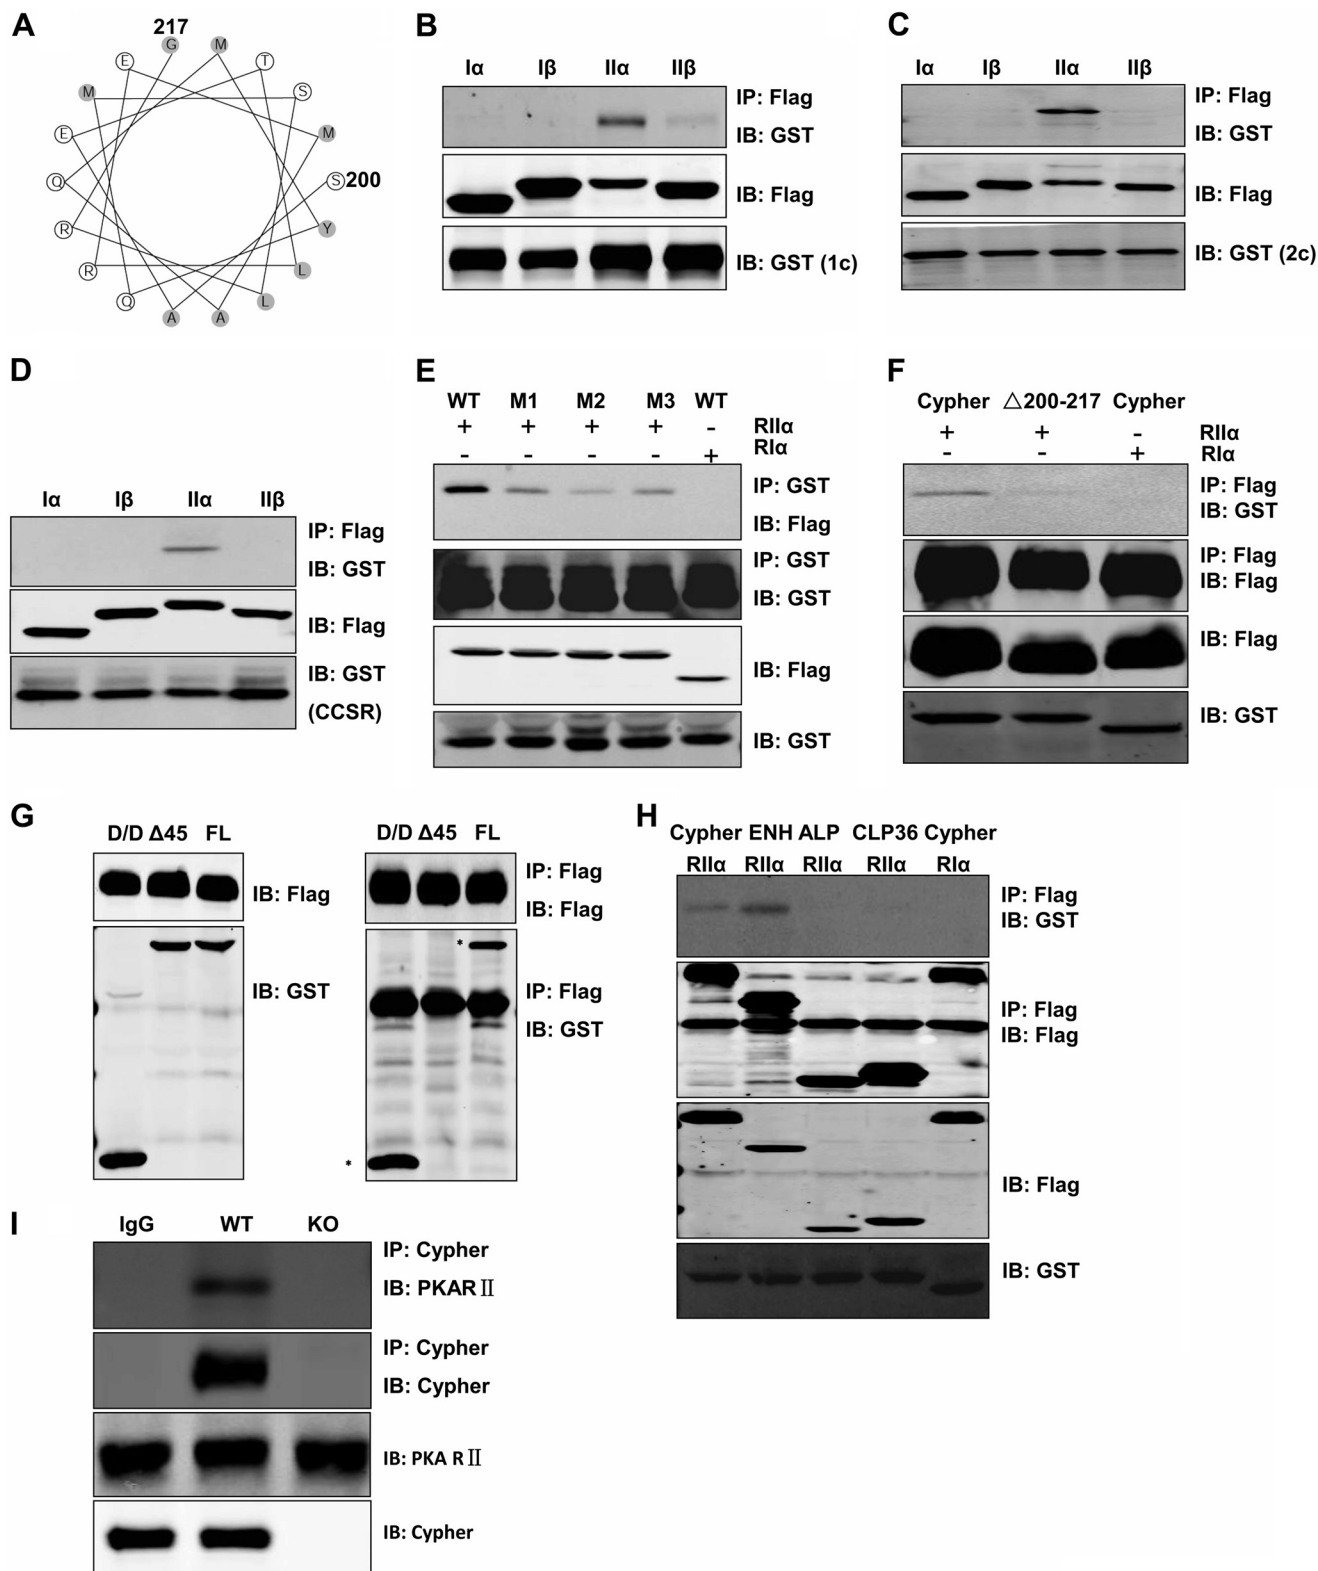 A
217
G
M
E
T
M
S
E
M
Q
S 200
R
Y
R
L
Q
L
A
A
B
Iα Iβ IIα IIβ
IP: Flag
IB: GST
IB: Flag
IB: GST (1c)
C
Iα Iβ IIα IIβ
IP: Flag
IB: GST
IB: Flag
IB: GST (2c)
D
Iα Iβ IIα IIβ
IP: Flag
IB: GST
IB: Flag
IB: GST
(CCSR)
E
WT M1 M2 M3 WT
+ + + + - RIIα
- - - - + RIα
IP: GST
IB: Flag
IP: GST
IB: GST
IB: Flag
IB: GST
F
Cypher △200-217 Cypher
+ + - RIIα
- - + RIα
IP: Flag
IB: GST
IP: Flag
IB: Flag
IB: Flag
IB: GST
G
D/D Δ45 FL
IB: Flag
IB: GST
D/D Δ45 FL
IP: Flag
IB: Flag
*
IP: Flag
IB: GST
*
H
Cypher ENH ALP CLP36 Cypher
RIIα RIIα RIIα RIIα RIα
IP: Flag
IB: GST
IP: Flag
IB: Flag
IB: Flag
IB: GST
I
IgG WT KO
IP: Cypher
IB: PKAR Ⅱ
IP: Cypher
IB: Cypher
IB: PKA R Ⅱ
IB: Cypher